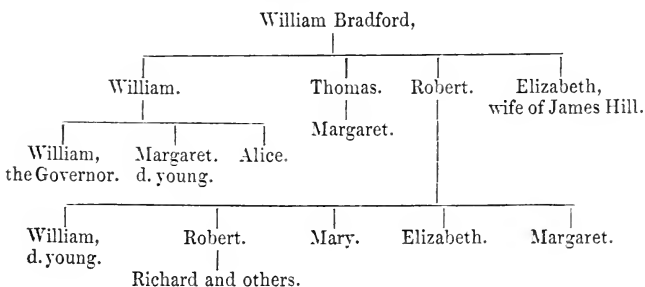 William Bradford,
William. Thomas. Robert. Elizabeth,
wife of James Hill.
Margaret.
William, Margaret. Alice.
the Governor. d. young.
William, Robert. Mary. Elizabeth. Margaret.
d. young.
Richard and others.